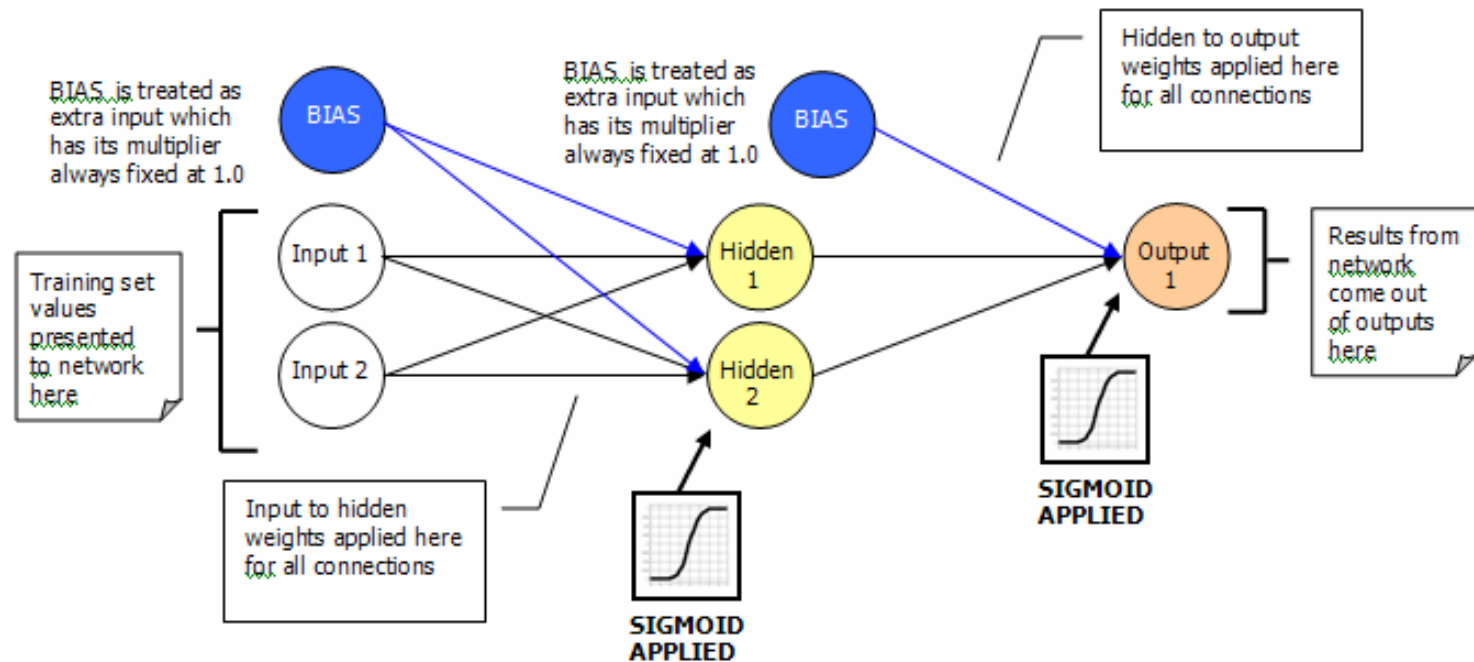 BIAS is treated as
extra input which
has its multiplier
always fixed at 1.0
BIAS
BIAS is treated as
extra input which
has its multiplier
always fixed at 1.0
BIAS
Hidden to output
weights applied here
for all connections
Training set
values
presented
to network
here
Input 1
Input 2
Hidden
1
Hidden
2
Output
1
Results from
network
come out
of outputs
here
Input to hidden
weights applied here
for all connections
SIGMOID
APPLIED
SIGMOID
APPLIED